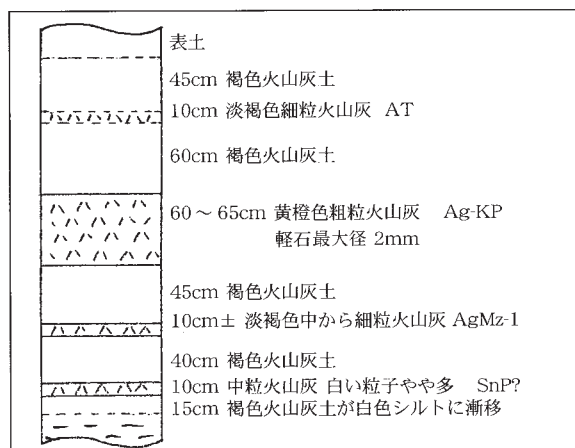 表土
45cm 褐色火山灰土
10cm 淡褐色細粒火山灰 AT
60cm 褐色火山灰土
60～65cm 黄橙色粗粒火山灰 Ag-KP
軽石最大径 2mm
45cm 褐色火山灰土
10cm± 淡褐色中から細粒火山灰 AgMz-1
40cm 褐色火山灰土
10cm 中粒火山灰 白い粒子やや多 SnP?
15cm 褐色火山灰土が白色シルトに漸移